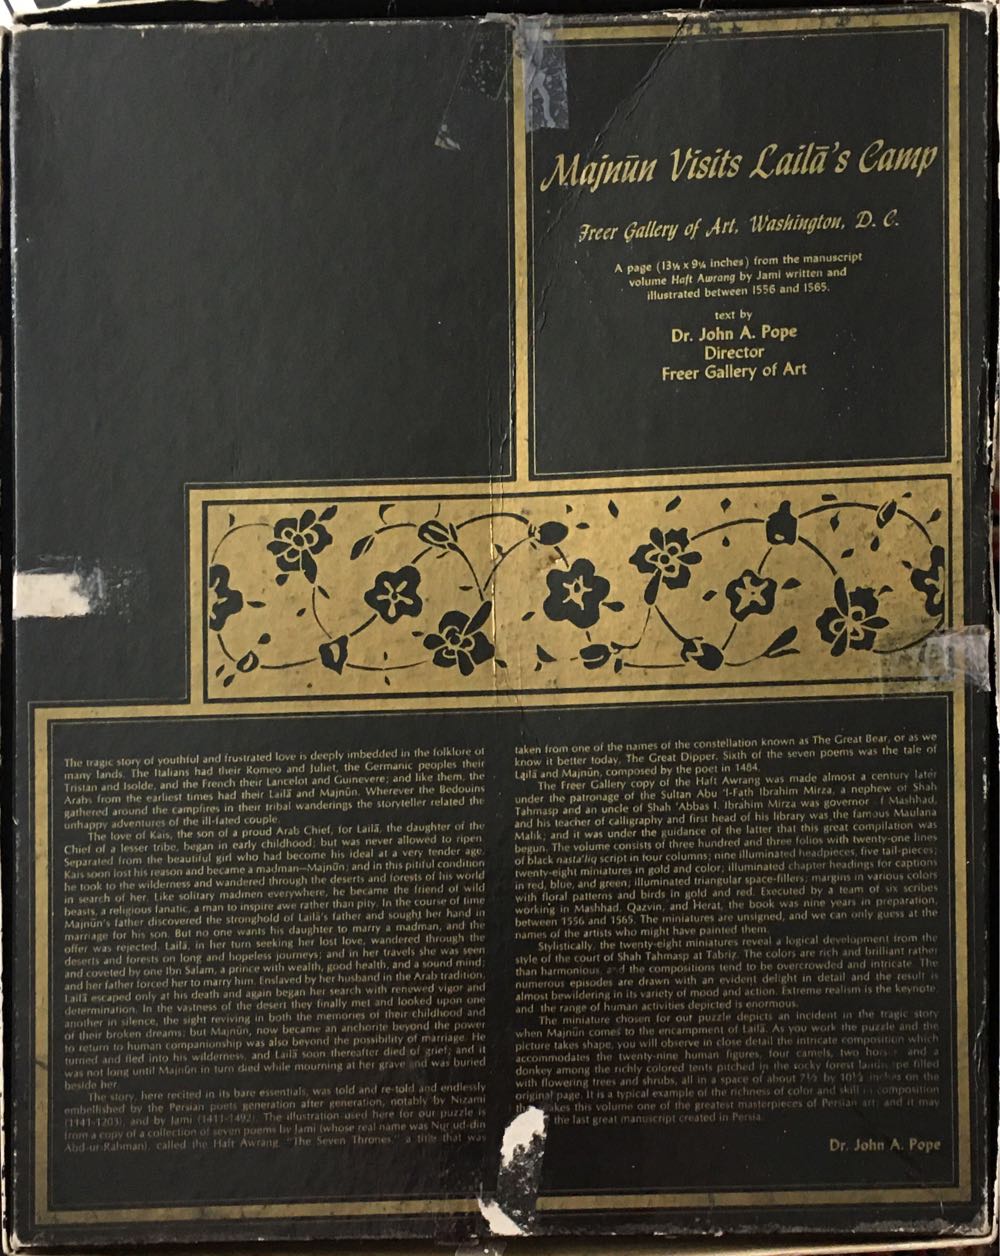 Majnūn Visits Lailā's Camp
Freer Gallery of Art, Washington, D. C.
A page (13½ x 9¼ inches) from the manuscript
volume Haft Awrang by Jami written and
illustrated between 1556 and 1565.
text by
Dr. John A. Pope
Director
Freer Gallery of Art
The tragic story of youthful and frustrated love is deeply imbedded in the folklore of
many lands. The Italians had their Romeo and Juliet, the Germanic peoples their
Tristan and Isolde, and the French their Lancelot and Guinevere; and like them, the
Arabs from the earliest times had their Lailā and Majnūn. Wherever the Bedouins
gathered around the campfires in their tribal wanderings the storyteller related the
unhappy adventures of the ill-fated couple.
The love of Kais, the son of a proud Arab Chief, for Lailā, the daughter of the
Chief of a lesser tribe, began in early childhood; but was never allowed to ripen.
Separated from the beautiful girl who had become his ideal at a very tender age,
Kais soon lost his reason and became a madman—Majnūn; and in this pitiful condition
he took to the wilderness and wandered through the deserts and forests of his world
in search of her. Like solitary madmen everywhere, he became the friend of wild
beasts, a religious fanatic, a man to inspire awe rather than pity. In the course of time
Majnūn's father discovered the stronghold of Lailā's father and sought her hand in
marriage for his son. But no one wants his daughter to marry a madman, and the
offer was rejected. Lailā, in her turn seeking her lost love, wandered through the
deserts and forests on long and hopeless journeys; and in her travels she was seen
and coveted by one Ibn Salam, a prince with wealth, good health, and a sound mind;
and her father forced her to marry him. Enslaved by her husband in the Arab tradition,
Lailā escaped only at his death and again began her search with renewed vigor and
determination. In the vastness of the desert they finally met and looked upon one
another in silence, the sight reviving in both the memories of their childhood and
of their broken dreams; but Majnūn, now become an anchorite beyond the power
to return to human companionship was also beyond the possibility of marriage. He
turned and fled into his wilderness, and Lailā soon thereafter died of grief; and it
was not long until Majnūn in turn died while mourning at her grave and was buried
beside her.
The story, here recited in its bare essentials, was told and re-told and endlessly
embellished by the Persian poets generation after generation, notably by Nizami
(1141-1203), and by Jami (1411-1492). The illustration used here for our puzzle is
from a copy of a collection of seven poems by Jami (whose real name was Nur ud-din
Abd-ur-Rahman), called the Haft Awrang, "The Seven Thrones" a title that was
taken from one of the names of the constellation known as The Great Bear, or as we
know it better today, The Great Dipper. Sixth of the seven poems was the tale of
Lailā and Majnūn, composed by the poet in 1484.
The Freer Gallery copy of the Haft Awrang was made almost a century later
under the patronage of the Sultan Abu 'l-Fath Ibrahim Mirza, a nephew of Shah
Tahmasp and an uncle of Shah 'Abbas I. Ibrahim Mirza was governor f Mashhad,
and his teacher of calligraphy and first head of his library was the famous Maulana
Malik; and it was under the guidance of the latter that this great compilation was
begun. The volume consists of three hundred and three folios with twenty-one lines
of black nasta'liq script in four columns; nine illuminated headpieces, five tail-pieces;
twenty-eight miniatures in gold and color; illuminated chapter headings for captions
in red, blue, and green; illuminated triangular space-fillers; margins in various colors
with floral patterns and birds in gold and red. Executed by a team of six scribes
working in Mashhad, Qazvin, and Herat, the book was nine years in preparation,
between 1556 and 1565. The miniatures are unsigned, and we can only guess at the
names of the artists who might have painted them.
Stylistically, the twenty-eight miniatures reveal a logical development from the
style of the court of Shah Tahmasp at Tabriz. The colors are rich and brilliant rather
than harmonious, and the compositions tend to be overcrowded and intricate. The
numerous episodes are drawn with an evident delight in detail and the result is
almost bewildering in its variety of mood and action. Extreme realism is the keynote,
and the range of human activities depicted is enormous.
The miniature chosen for our puzzle depicts an incident in the tragic story
when Majnūn comes to the encampment of Lailā. As you work the puzzle and the
picture takes shape, you will observe in close detail the intricate composition which
accommodates the twenty-nine human figures, four camels, two horses and a
donkey among the richly colored tents pitched in the rocky forest landscape filled
with flowering trees and shrubs, all in a space of about 7½ by 10½ inches on the
original page. It is a typical example of the richness of color and skill in composition
makes this volume one of the greatest masterpieces of Persian art; and it may
the last great manuscript created in Persia.
Dr. John A. Pope